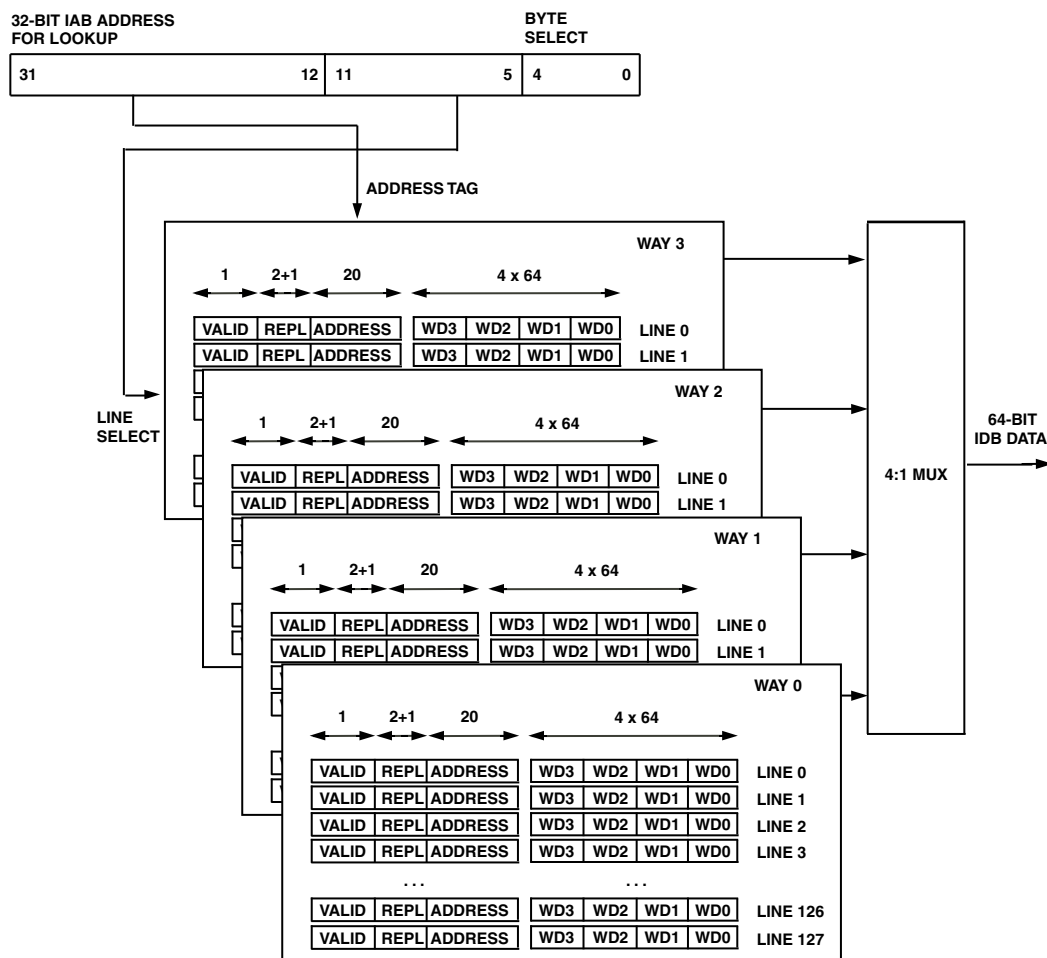 32-BIT IAB ADDRESS
FOR LOOKUP
BYTE
SELECT
31 12 11 5 4 0
ADDRESS TAG
WAY 3
1 2+1 20 4 x 64
VALID REPL ADDRESS WD3 WD2 WD1 WD0 LINE 0
VALID REPL ADDRESS WD3 WD2 WD1 WD0 LINE 1
LINE
SELECT
WAY 2
1 2+1 20 4 x 64
VALID REPL ADDRESS WD3 WD2 WD1 WD0 LINE 0
VALID REPL ADDRESS WD3 WD2 WD1 WD0 LINE 1
4:1 MUX
64-BIT
IDB DATA
WAY 1
1 2+1 20 4 x 64
VALID REPL ADDRESS WD3 WD2 WD1 WD0 LINE 0
VALID REPL ADDRESS WD3 WD2 WD1 WD0 LINE 1
WAY 0
1 2+1 20 4 x 64
VALID REPL ADDRESS WD3 WD2 WD1 WD0 LINE 0
VALID REPL ADDRESS WD3 WD2 WD1 WD0 LINE 1
VALID REPL ADDRESS WD3 WD2 WD1 WD0 LINE 2
VALID REPL ADDRESS WD3 WD2 WD1 WD0 LINE 3
. . . . . .
VALID REPL ADDRESS WD3 WD2 WD1 WD0 LINE 126
VALID REPL ADDRESS WD3 WD2 WD1 WD0 LINE 127